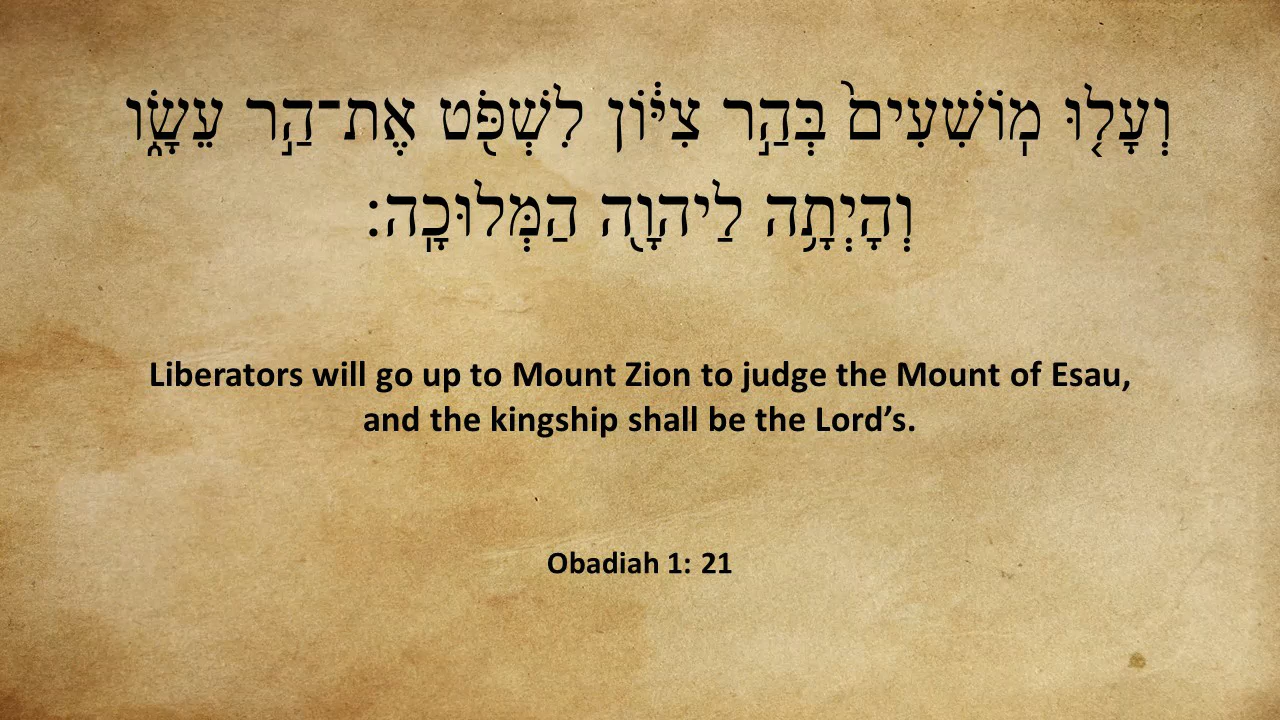 וְעָל֤וּ מֽוֹשִׁעִים֙ בְּהַ֣ר צִיּ֔וֹן לִשְׁפֹּ֖ט אֶת־הַ֣ר עֵשָׂ֑ו
וְהָיְתָ֥ה לַיהוָ֖ה הַמְּלוּכָֽה׃
Liberators will go up to Mount Zion to judge the Mount of Esau,
and the kingship shall be the Lord’s.
Obadiah 1: 21